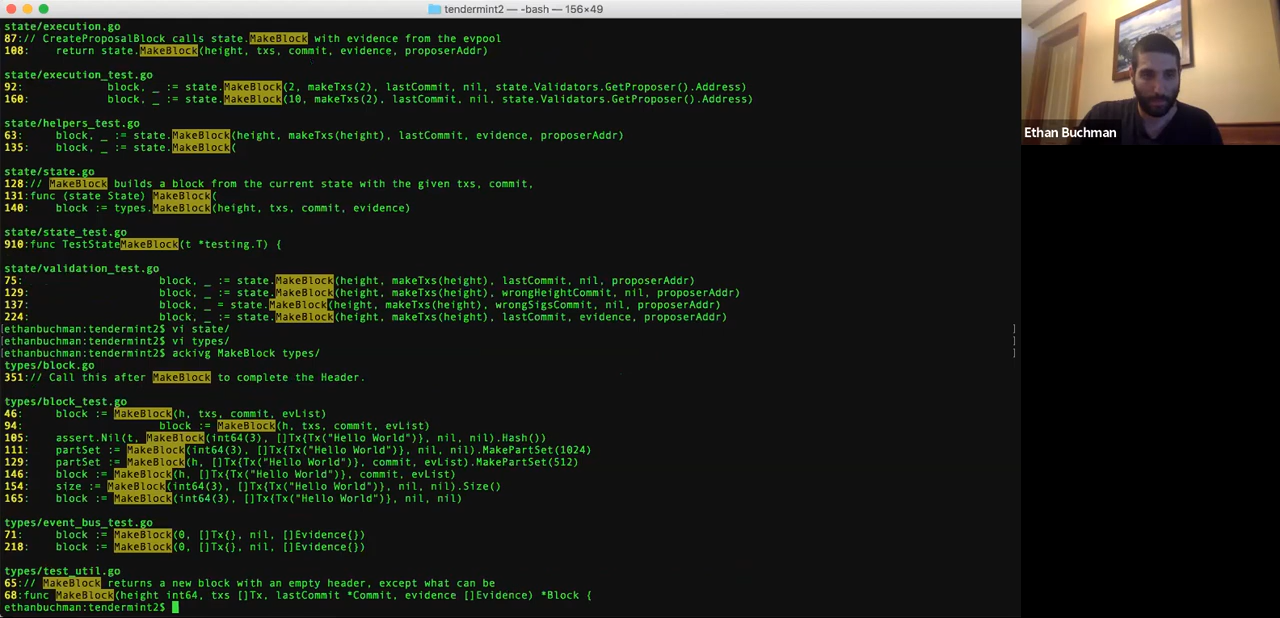 tendermint2 — -bash — 156×49
state/execution.go
87:// CreateProposalBlock calls state.MakeBlock with evidence from the evpool
108:    return state.MakeBlock(height, txs, commit, evidence, proposerAddr)
state/execution_test.go
92:             block, _ := state.MakeBlock(2, makeTxs(2), lastCommit, nil, state.Validators.GetProposer().Address)
160:            block, _ := state.MakeBlock(10, makeTxs(2), lastCommit, nil, state.Validators.GetProposer().Address)
state/helpers_test.go
63:     block, _ := state.MakeBlock(height, makeTxs(height), lastCommit, evidence, proposerAddr)
135:    block, _ := state.MakeBlock(
state/state.go
128:// MakeBlock builds a block from the current state with the given txs, commit,
131:func (state State) MakeBlock(
140:    block := types.MakeBlock(height, txs, commit, evidence)
state/state_test.go
910:func TestStateMakeBlock(t *testing.T) {
state/validation_test.go
75:                     block, _ := state.MakeBlock(height, makeTxs(height), lastCommit, nil, proposerAddr)
129:                    block, _ := state.MakeBlock(height, makeTxs(height), wrongHeightCommit, nil, proposerAddr)
137:                    block, _ = state.MakeBlock(height, makeTxs(height), wrongSigsCommit, nil, proposerAddr)
224:                    block, _ := state.MakeBlock(height, makeTxs(height), lastCommit, evidence, proposerAddr)
[ethanbuchman:tendermint2$ vi state/ ]
[ethanbuchman:tendermint2$ vi types/ ]
[ethanbuchman:tendermint2$ ackivg MakeBlock types/ ]
types/block.go
351:// Call this after MakeBlock to complete the Header.
types/block_test.go
46:     block := MakeBlock(h, txs, commit, evList)
94:                     block := MakeBlock(h, txs, commit, evList)
105:    assert.Nil(t, MakeBlock(int64(3), []Tx{Tx("Hello World")}, nil, nil).Hash())
111:    partSet := MakeBlock(int64(3), []Tx{Tx("Hello World")}, nil, nil).MakePartSet(1024)
129:    partSet := MakeBlock(h, []Tx{Tx("Hello World")}, commit, evList).MakePartSet(512)
146:    block := MakeBlock(h, []Tx{Tx("Hello World")}, commit, evList)
154:    size := MakeBlock(int64(3), []Tx{Tx("Hello World")}, nil, nil).Size()
165:    block := MakeBlock(int64(3), []Tx{Tx("Hello World")}, nil, nil)
types/event_bus_test.go
71:     block := MakeBlock(0, []Tx{}, nil, []Evidence{})
218:    block := MakeBlock(0, []Tx{}, nil, []Evidence{})
types/test_util.go
65:// MakeBlock returns a new block with an empty header, except what can be
68:func MakeBlock(height int64, txs []Tx, lastCommit *Commit, evidence []Evidence) *Block {
ethanbuchman:tendermint2$
Ethan Buchman